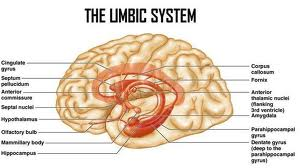 THE LIMBIC SYSTEM
Cingulate
gyrus
Septum
pellucidum
Anterior
commissure
Septal nuclei
Hypothalamus
Olfactory bulb
Mammillary body
Hippocampus
Corpus
callosum
Fornix
Anterior
thalamic nuclei
(flanking
3rd ventricle)
Amygdala
Parahippocampal
gyrus
Dentate gyrus
(deep to the
parahippocampal
gyrus)